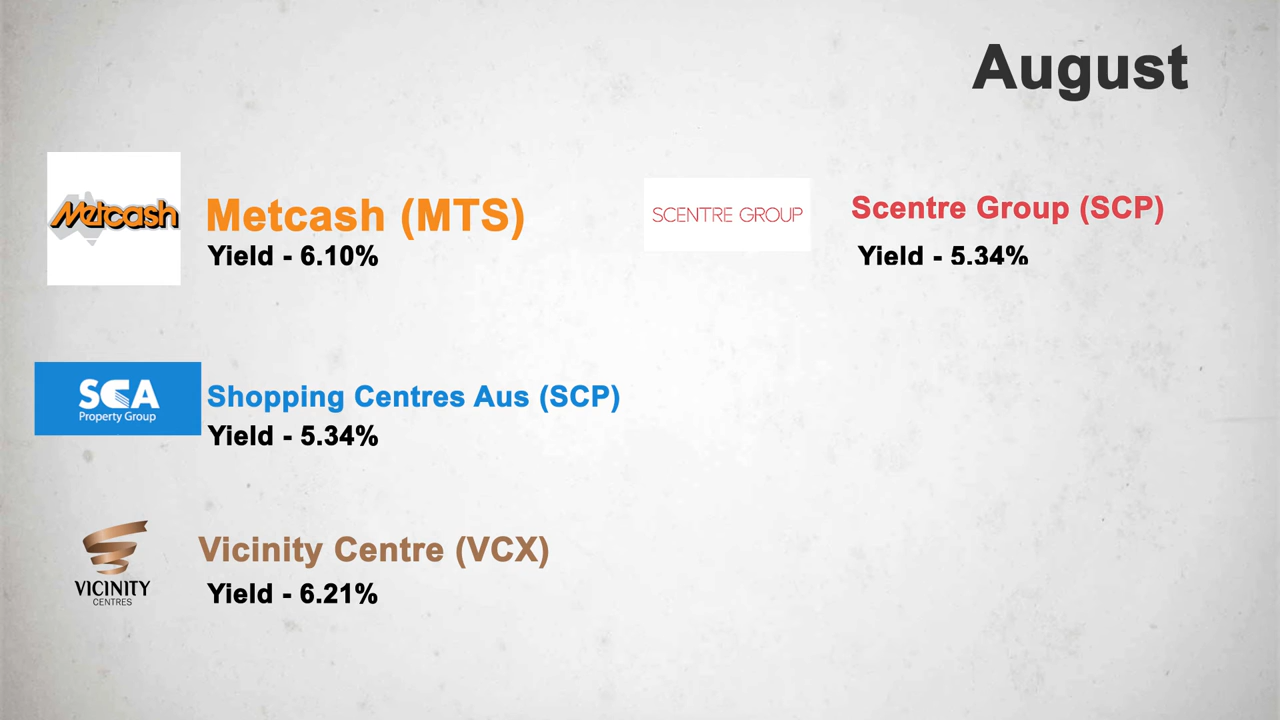 August
Metcash
Metcash (MTS)
Yield - 6.10%
SCENTRE GROUP
Scentre Group (SCP)
Yield - 5.34%
SCA
Property Group
Shopping Centres Aus (SCP)
Yield - 5.34%
VICINITY
CENTRES
Vicinity Centre (VCX)
Yield - 6.21%